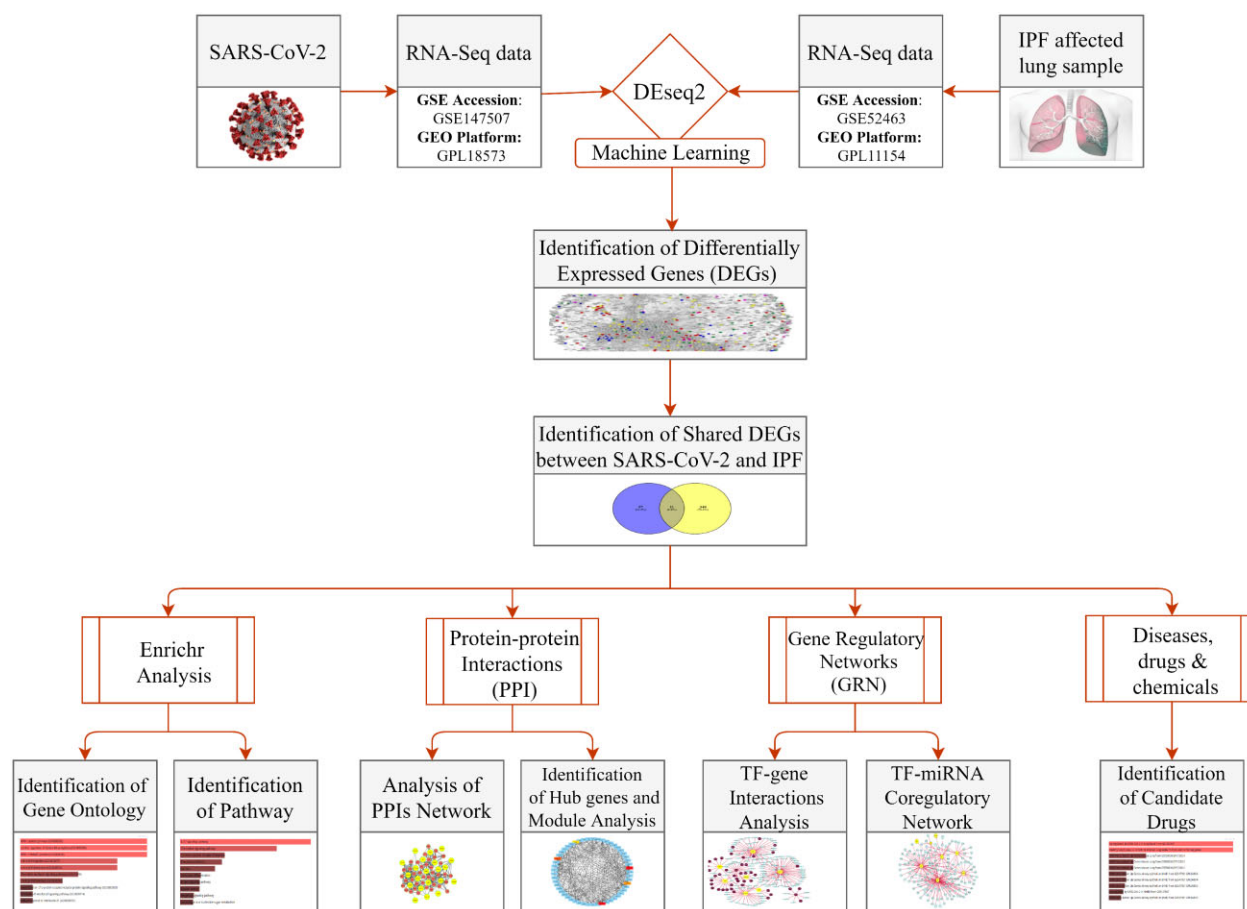 SARS-CoV-2
RNA-Seq data
GSE Accession:
GSE147507
GEO Platform:
GPL18573
DEseq2
Machine Learning
RNA-Seq data
GSE Accession:
GSE52463
GEO Platform:
GPL11154
IPF affected
lung sample
Identification of Differentially
Expressed Genes (DEGs)
Identification of Shared DEGs
between SARS-CoV-2 and IPF
Enrichr
Analysis
Protein-protein
Interactions
(PPI)
Gene Regulatory
Networks
(GRN)
Diseases,
drugs &
chemicals
Identification of
Gene Ontology
Identification
of Pathway
Analysis of
PPIs Network
Identification
of Hub genes and
Module Analysis
TF-gene
Interactions
Analysis
TF-miRNA
Coregulatory
Network
Identification
of Candidate
Drugs